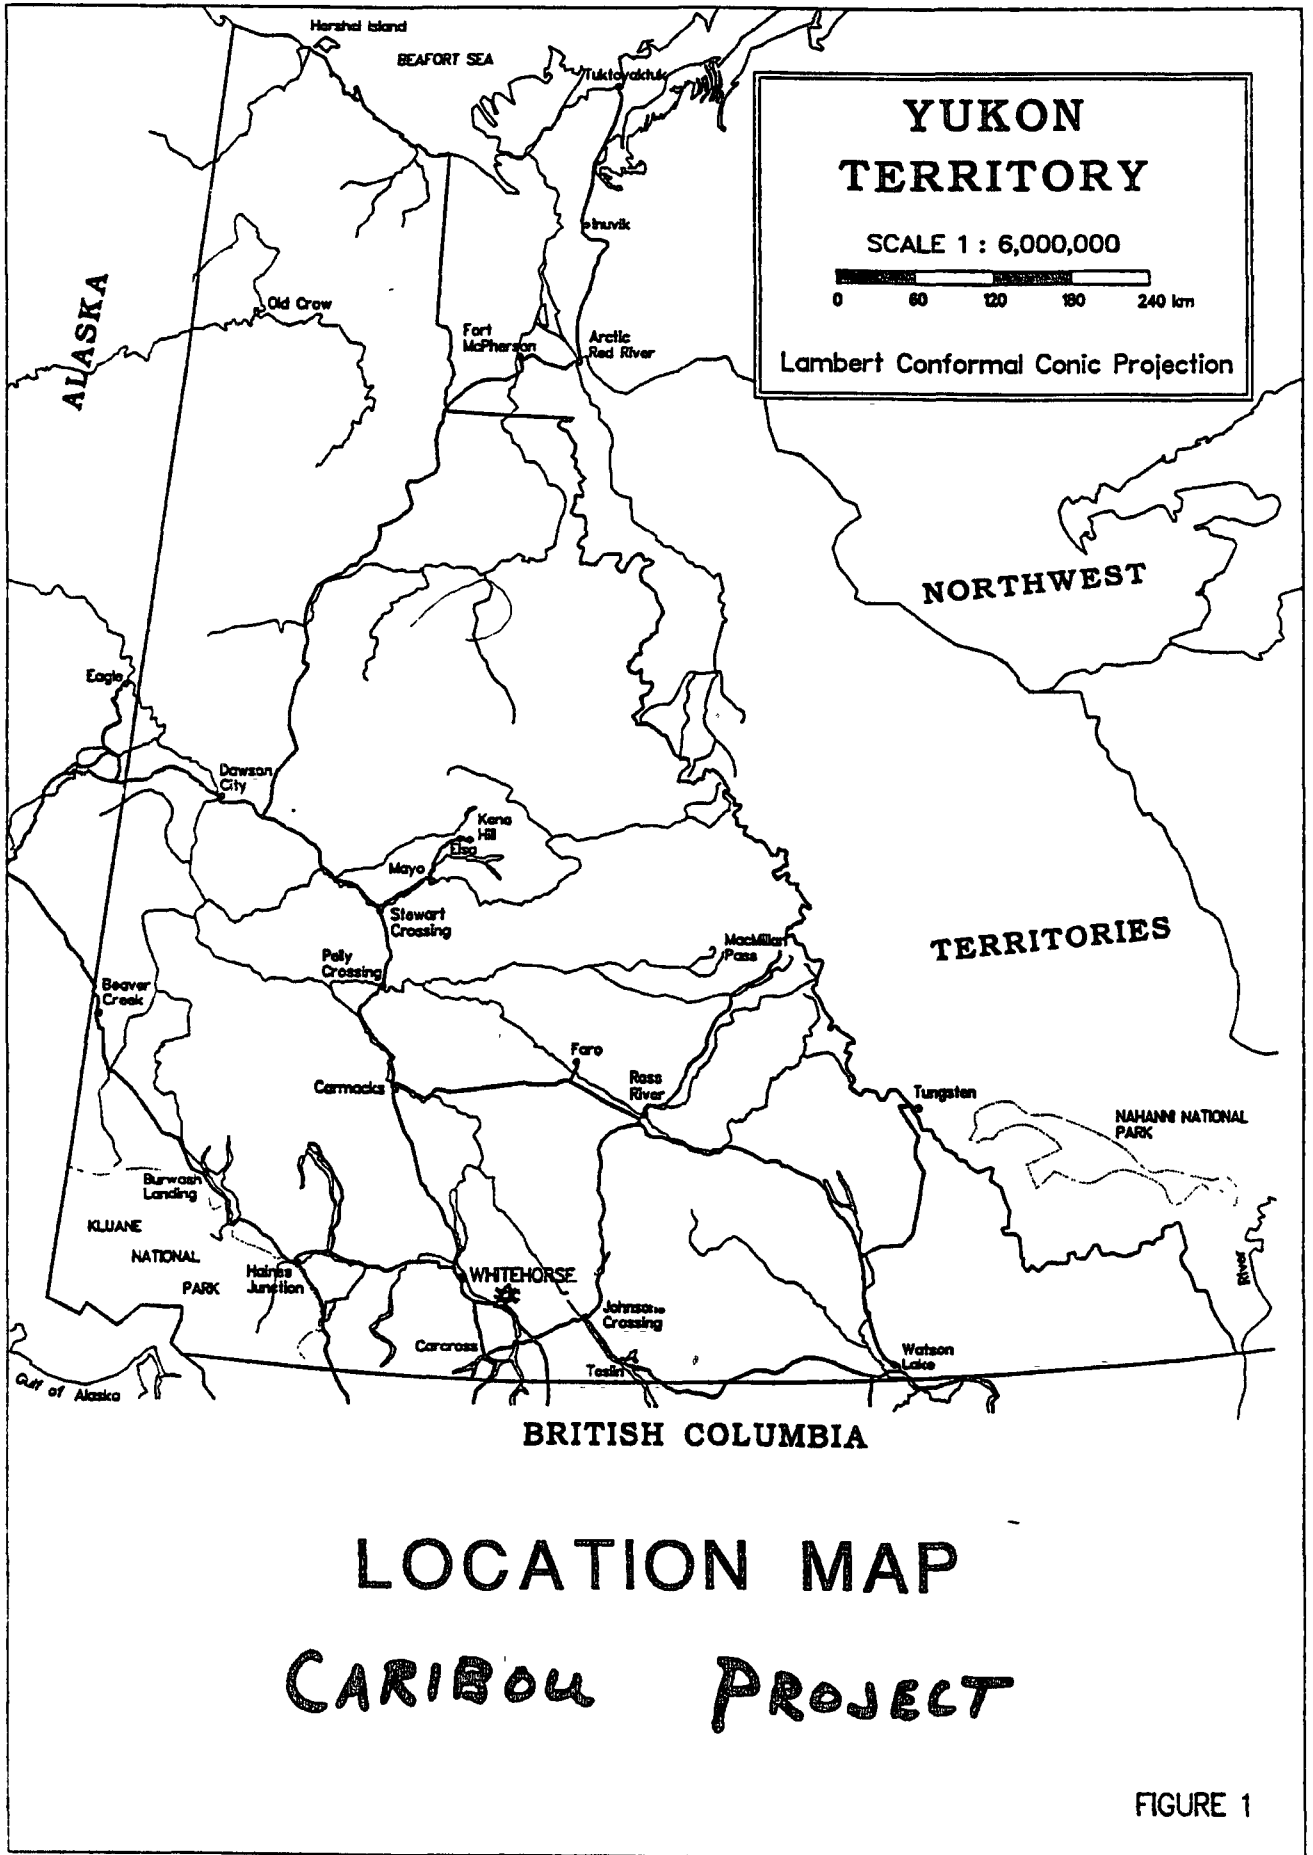 Hershel Island
BEAFORT SEA
Tuktoyaktuk
YUKON
TERRITORY
SCALE 1 : 6,000,000
0 60 120 180 240 km
Lambert Conformal Conic Projection
Inuvik
ALASKA
Old Crow
Fort
McPherson
Arctic
Red River
NORTHWEST
Eagle
Dawson
City
Keno
Hill
Elsa
Mayo
Stewart
Crossing
TERRITORIES
MacMillan
Pass
Pelly
Crossing
Beaver
Creek
Faro
Ross
River
Carmacks
Tungsten
NAHANNI NATIONAL
PARK
Burwash
Landing
KLUANE
NATIONAL
PARK
Haines
Junction
WHITEHORSE
River
Johnsons
Crossing
Carcross
Teslin
Watson
Lake
Gulf of Alaska
BRITISH COLUMBIA
LOCATION MAP
CARIBOU PROJECT
FIGURE 1